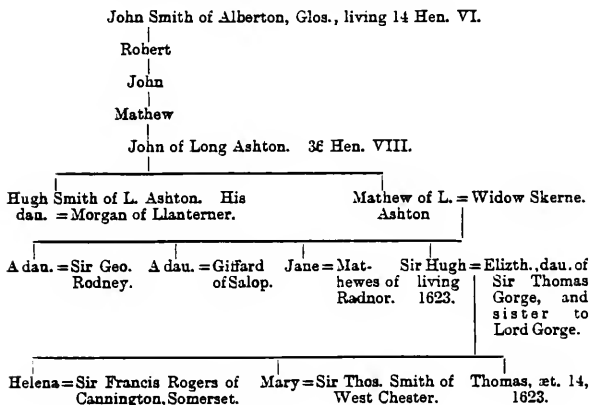 John Smith of Alberton, Glos., living 14 Hen. VI.
Robert
John
Mathew
John of Long Ashton. 36 Hen. VIII.
Hugh Smith of L. Ashton. His
dan. = Morgan of Llanterner.
Mathew of L. = Widow Skerne.
Ashton
A dan. = Sir Geo.
Rodney.
A dau. = Giffard
of Salop.
Jane = Mat-
hewes of
Radnor.
Sir Hugh = Elizth., dau. of
living
1623.
Sir Thomas
Gorge, and
sister to
Lord Gorge.
Helena = Sir Francis Rogers of
Cannington, Somerset.
Mary = Sir Thos. Smith of
West Chester.
Thomas, æt. 14,
1623.